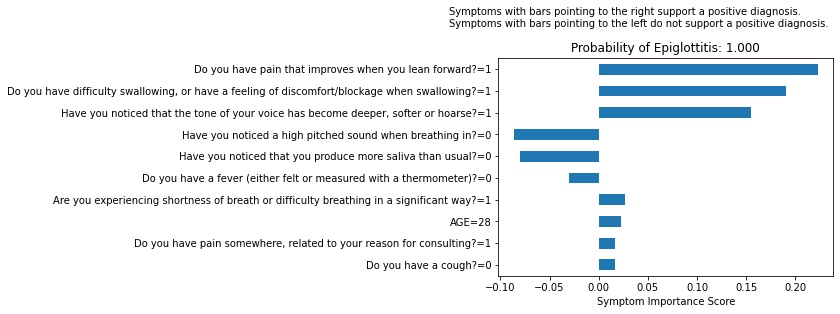 Symptoms with bars pointing to the right support a positive diagnosis.
Symptoms with bars pointing to the left do not support a positive diagnosis.
Probability of Epiglottitis: 1.000
Do you have pain that improves when you lean forward?=1
Do you have difficulty swallowing, or have a feeling of discomfort/blockage when swallowing?=1
Have you noticed that the tone of your voice has become deeper, softer or hoarse?=1
Have you noticed a high pitched sound when breathing in?=0
Have you noticed that you produce more saliva than usual?=0
Do you have a fever (either felt or measured with a thermometer)?=0
Are you experiencing shortness of breath or difficulty breathing in a significant way?=1
AGE=28
Do you have pain somewhere, related to your reason for consulting?=1
Do you have a cough?=0
−0.10 −0.05 0.00 0.05 0.10 0.15 0.20
Symptom Importance Score